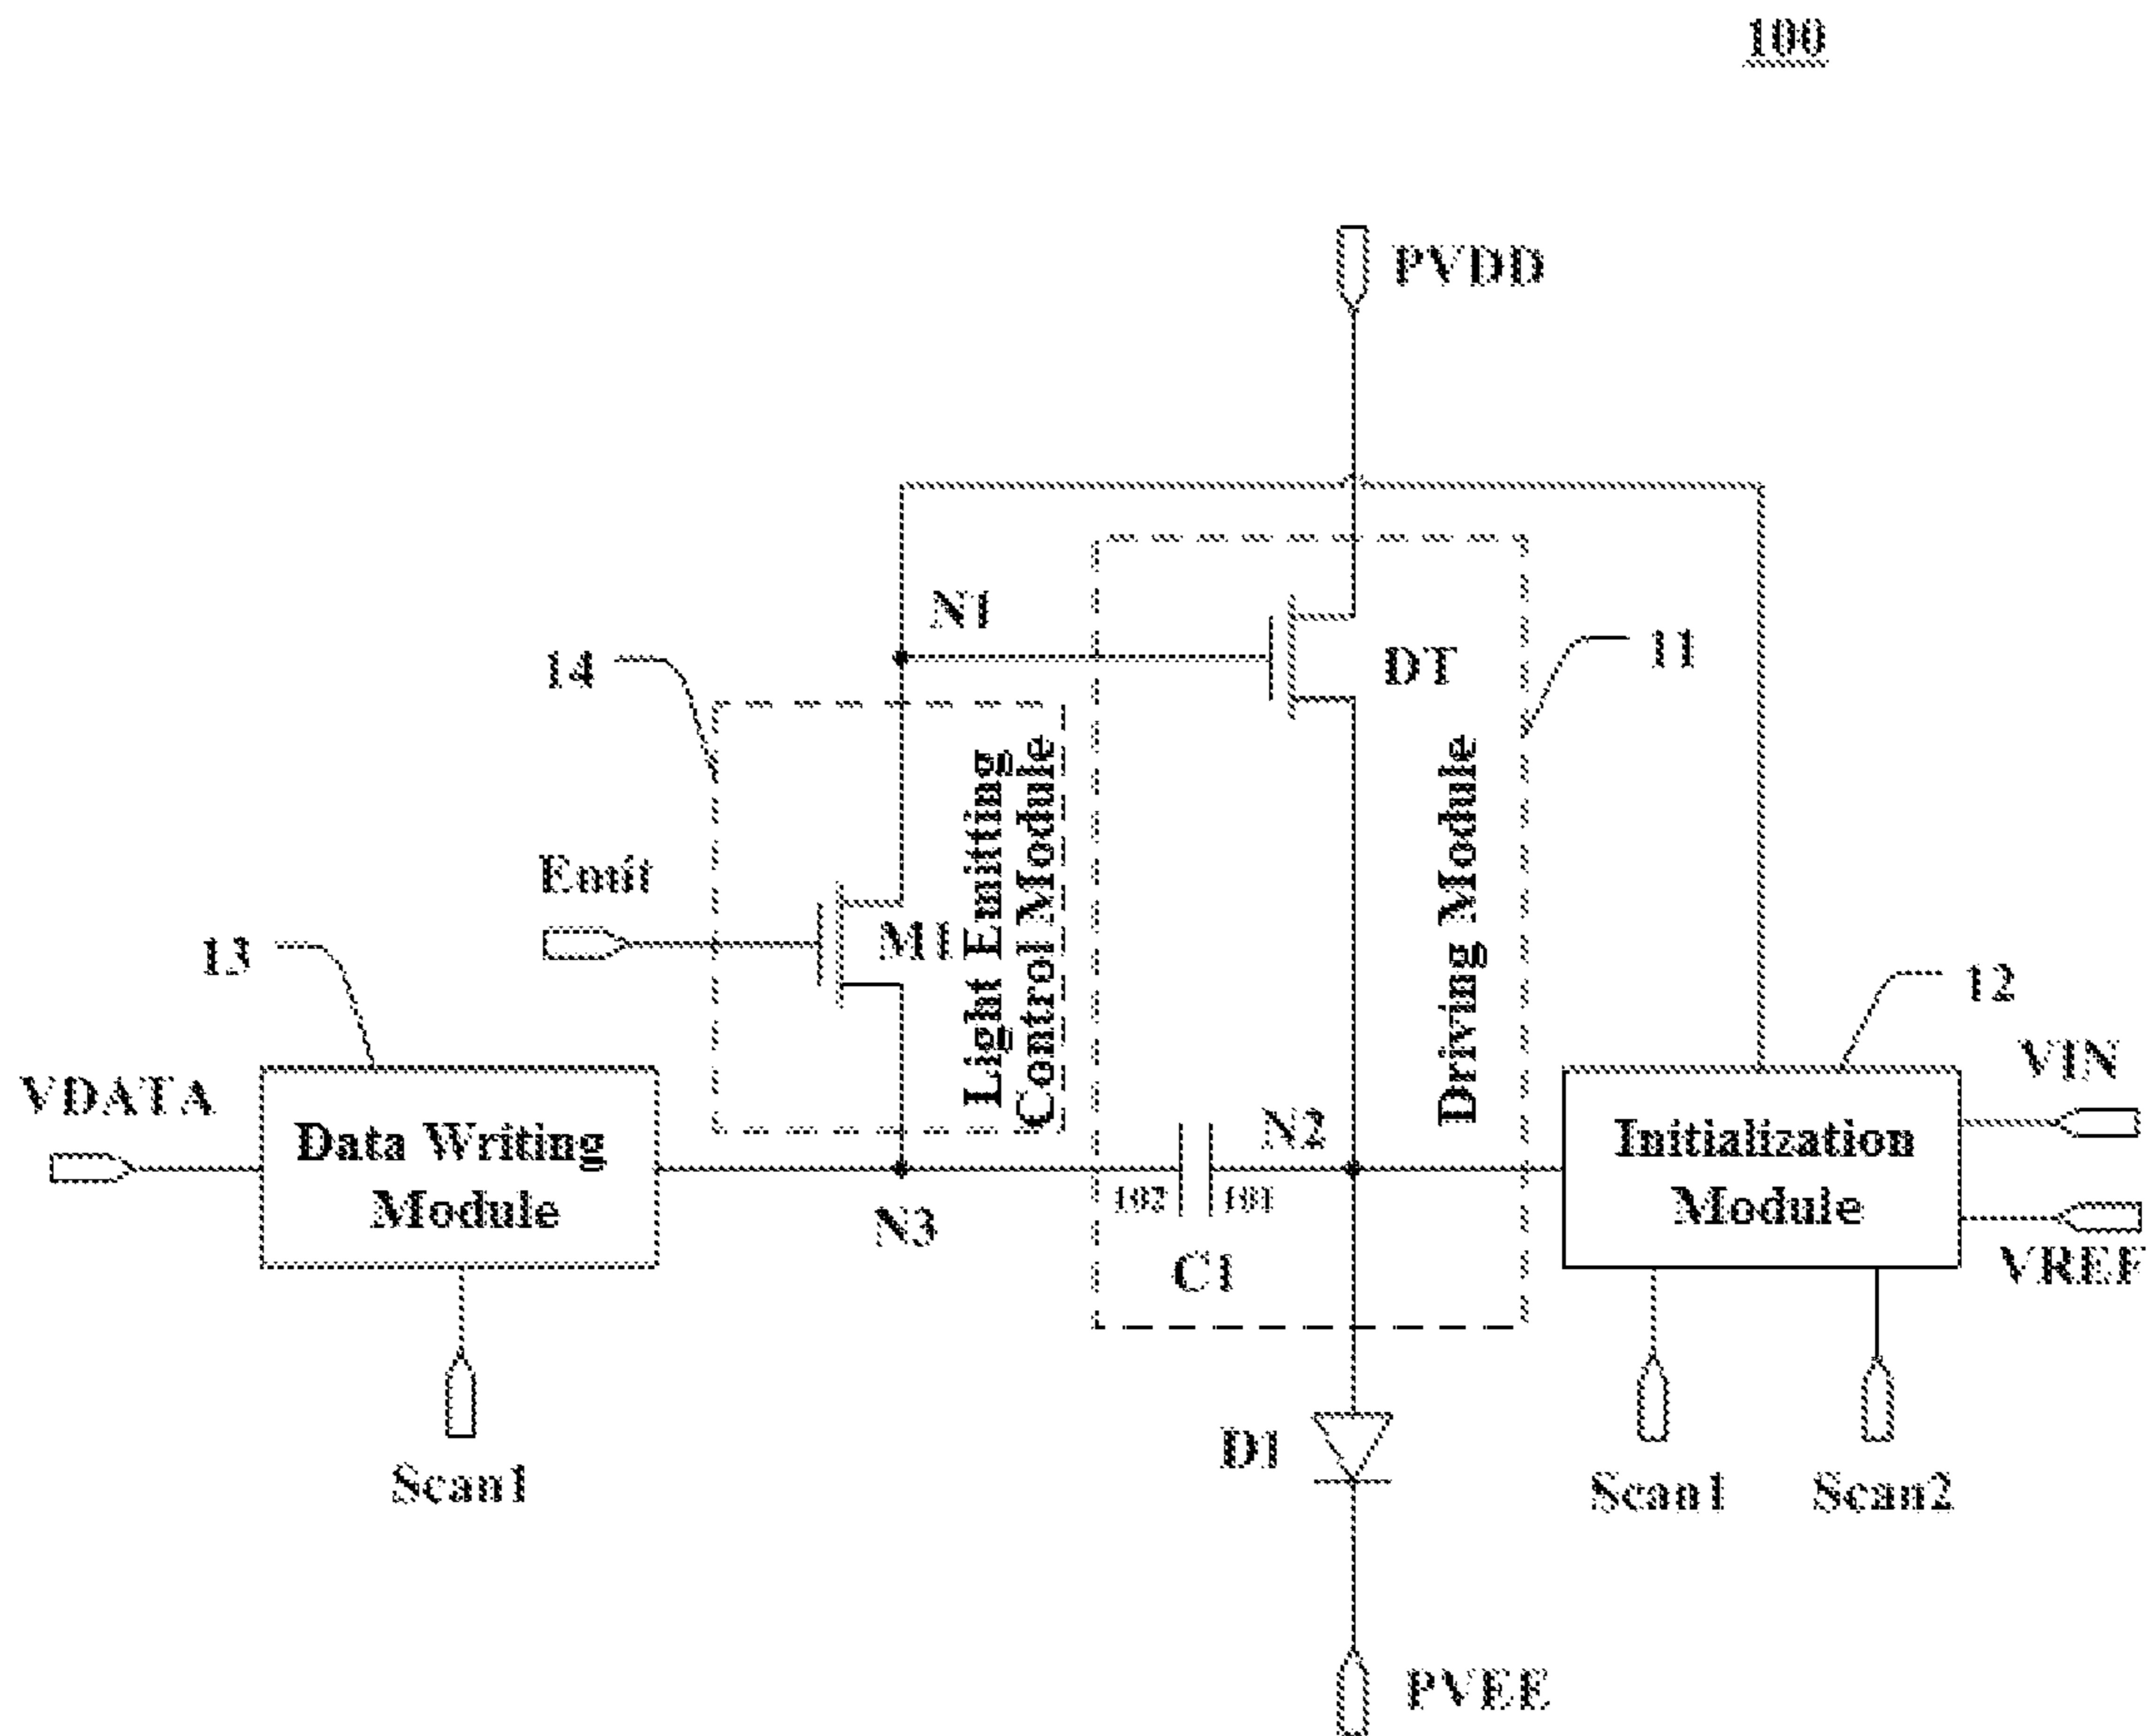 100
PVDD
N1
14
DT
11
Light Emitting
Control Module
Driving Module
Emit
M1
13
12
VDATA
VIN
Data Writing
Module
N2
Initialization
Module
102
101
N3
C1
VREF
Scan1
D1
Scan1
Scan2
PVEE